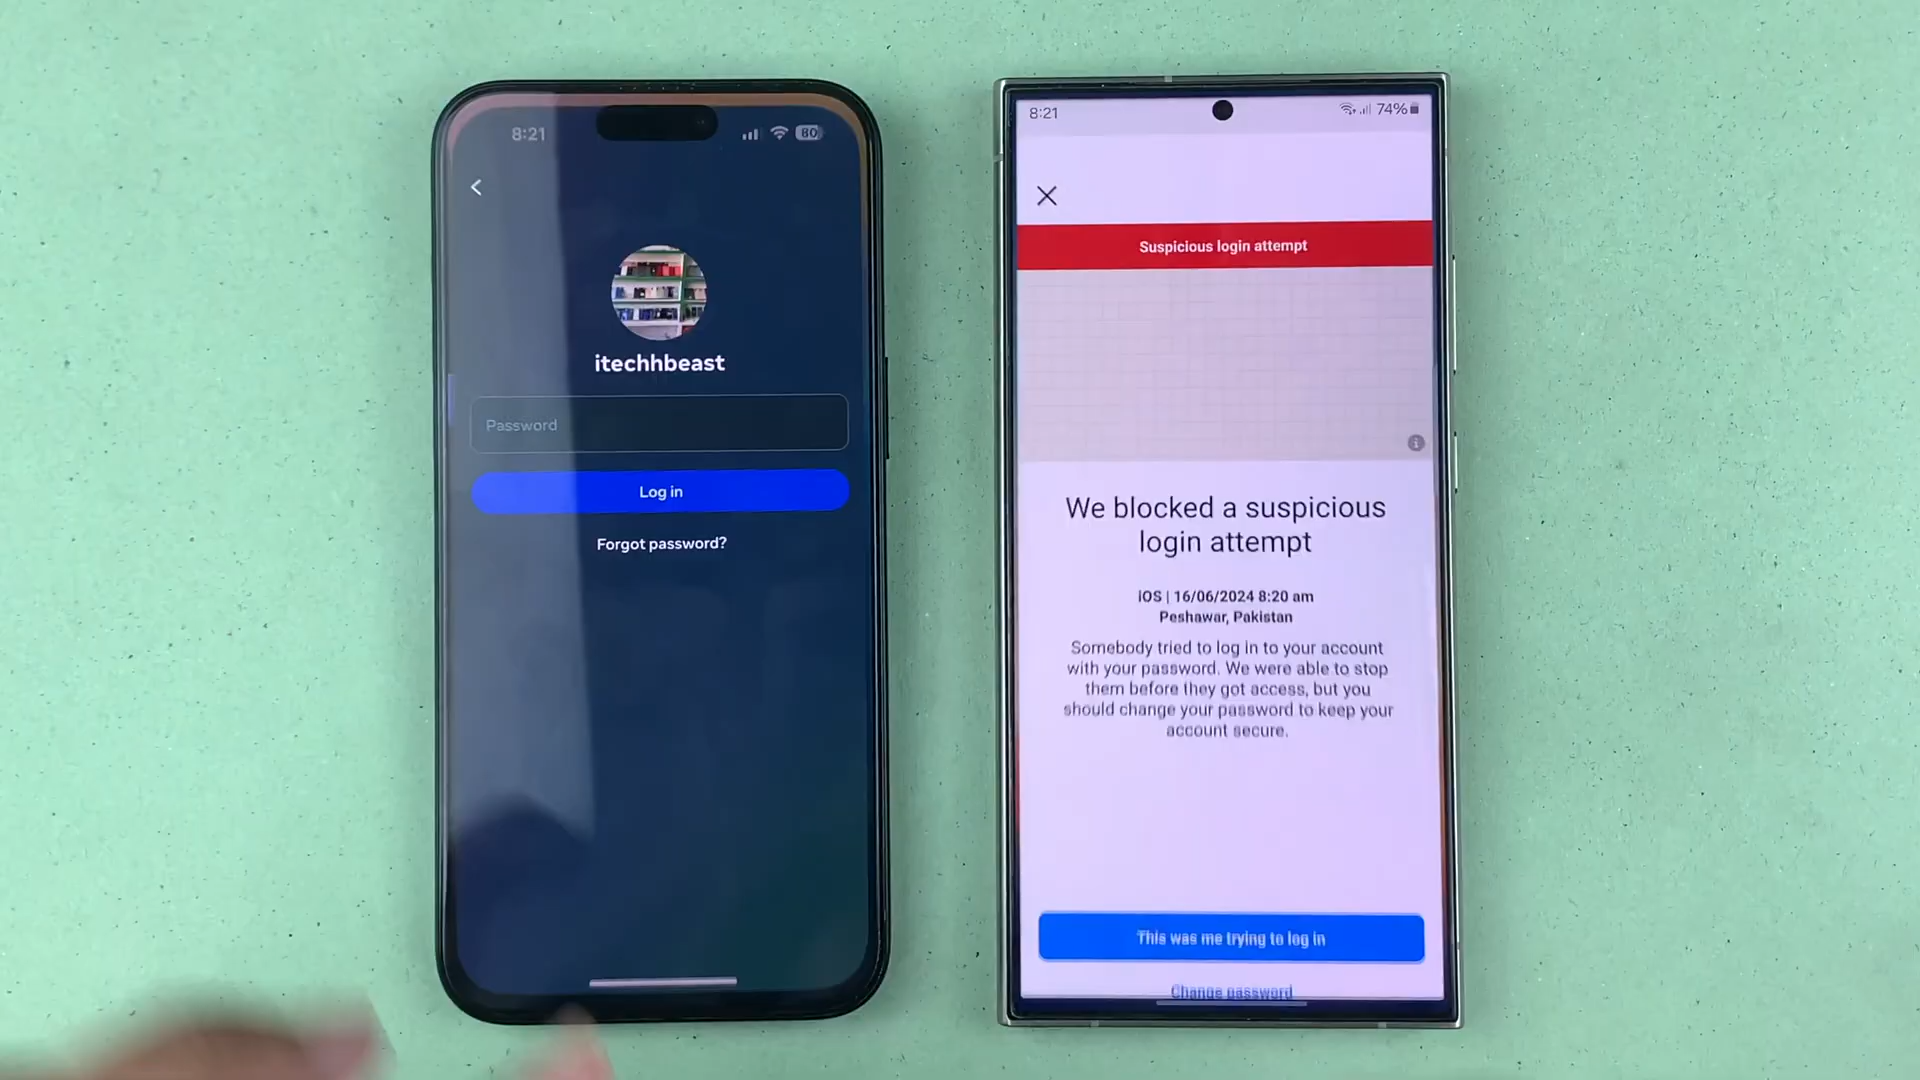 8:21
80
itechhbeast
Password
Log in
Forgot password?
8:21
74%
Suspicious login attempt
We blocked a suspicious
login attempt
iOS | 16/06/2024 8:20 am
Peshawar, Pakistan
Somebody tried to log in to your account
with your password. We were able to stop
them before they got access, but you
should change your password to keep your
account secure.
This was me trying to log in
Change password